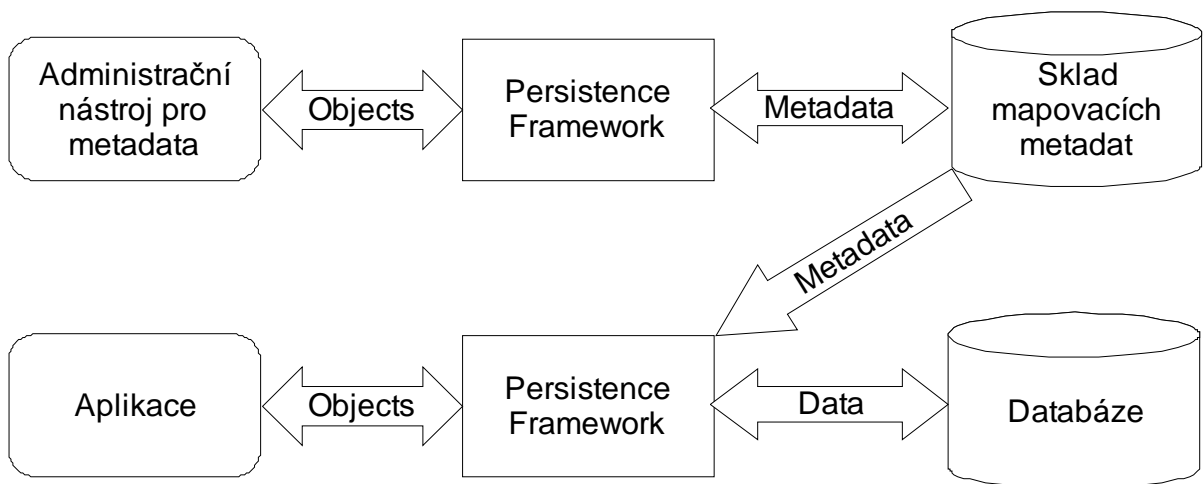 Administrační
nástroj pro
metadata
Objects
Persistence
Framework
Metadata
Sklad
mapovacích
metadat
Metadata
Aplikace
Objects
Persistence
Framework
Data
Databáze